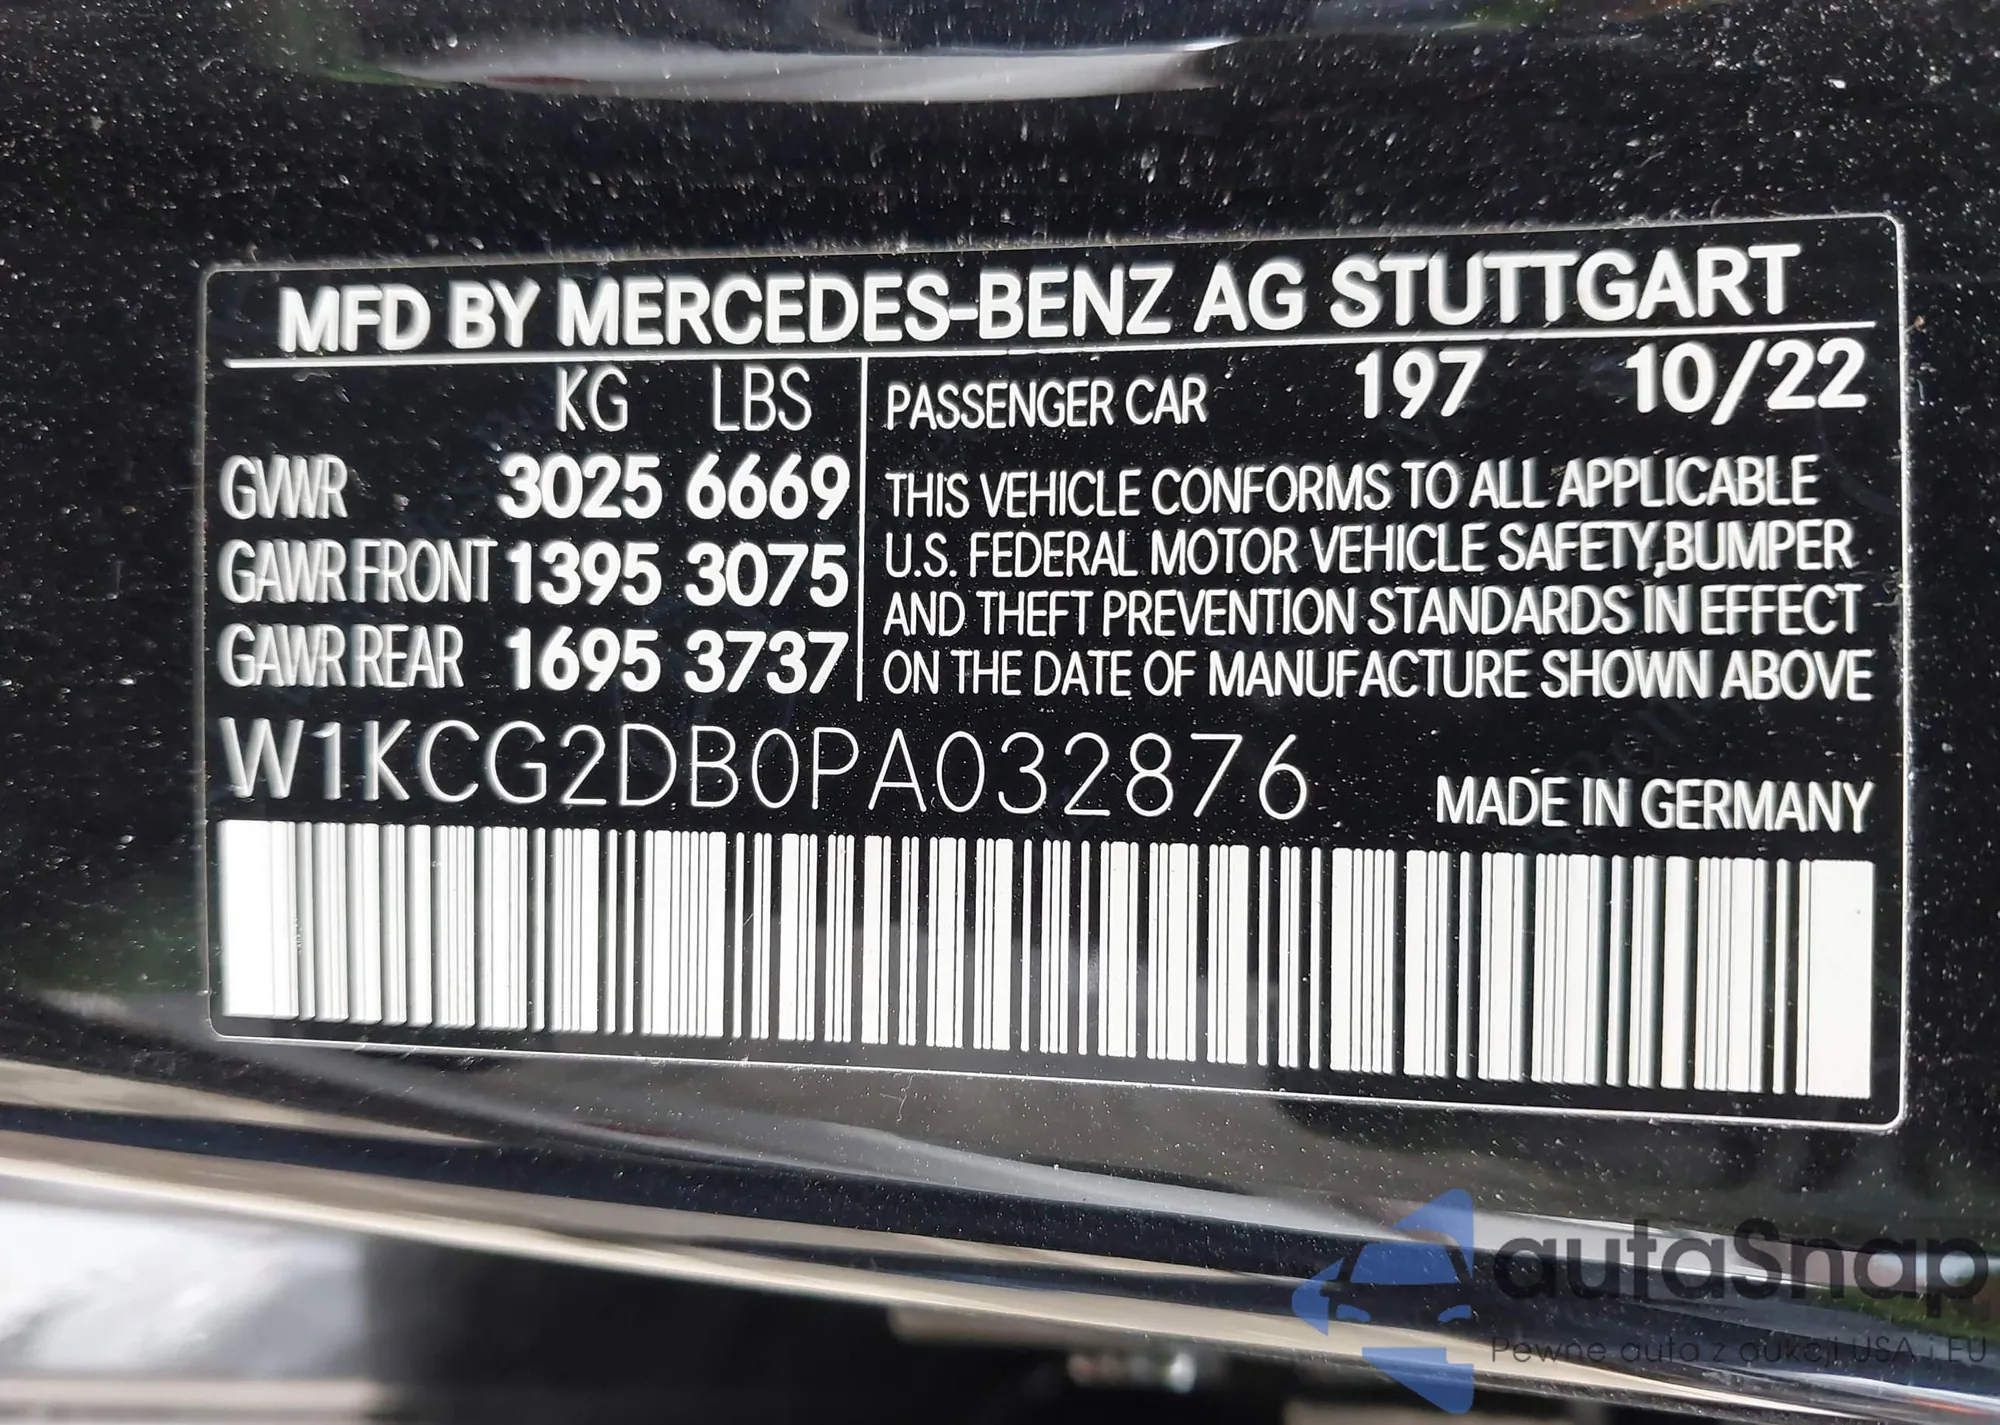 MFD BY MERCEDES-BENZ AG STUTTGART
KG LBS
GVWR 3025 6669
GAWR FRONT 1395 3075
GAWR REAR 1695 3737
PASSENGER CAR 197 10/22
THIS VEHICLE CONFORMS TO ALL APPLICABLE
U.S. FEDERAL MOTOR VEHICLE SAFETY,BUMPER
AND THEFT PREVENTION STANDARDS IN EFFECT
ON THE DATE OF MANUFACTURE SHOWN ABOVE
W1KCG2DB0PA032876
MADE IN GERMANY
autaSnap
Pewne auta z aukcji USA i EU